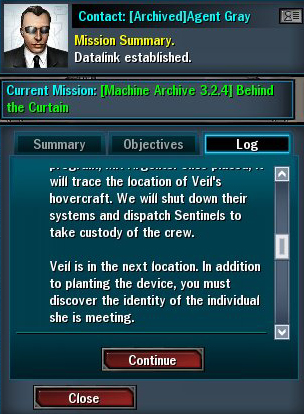 Contact: [Archived]Agent Gray
Mission Summary.
Datalink established.
Current Mission: [Machine Archive 3.2.4] Behind
the Curtain
Summary
Objectives
Log
will trace the location of Veil's
hovercraft. We will shut down their
systems and dispatch Sentinels to
take custody of the crew.
Veil is in the next location. In addition
to planting the device, you must
discover the identity of the individual
she is meeting.
Continue
Close